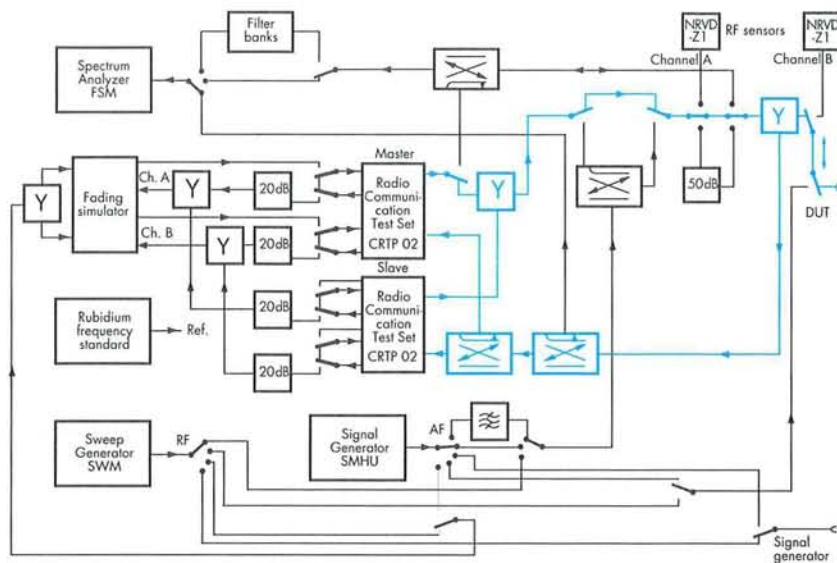 Filter
banks
NRVD
-Z1
RF sensors
NRVD
-Z1
Channel A
Channel B
Spectrum
Analyzer
FSM
Y
Master
Ch. A
20dB
Radio
Communi-
cation
Test Set
CRTP 02
Y
50dB
DUT
Y
Fading
simulator
Y
Ch. B
Y
20dB
Slave
Rubidium
frequency
standard
Ref.
20dB
Radio
Communi-
cation
Test Set
CRTP 02
20dB
Sweep
Generator
SWM
RF
Signal
Generator
SMHU
AF
Signal
generator